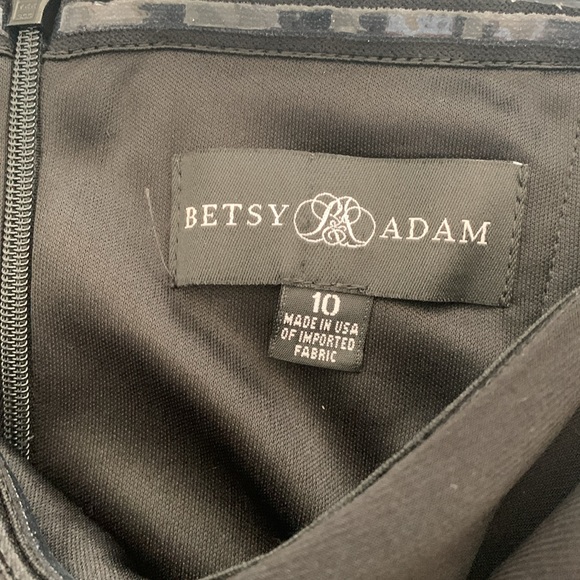 BETSY B&A ADAM
10
MADE IN USA
OF IMPORTED
FABRIC